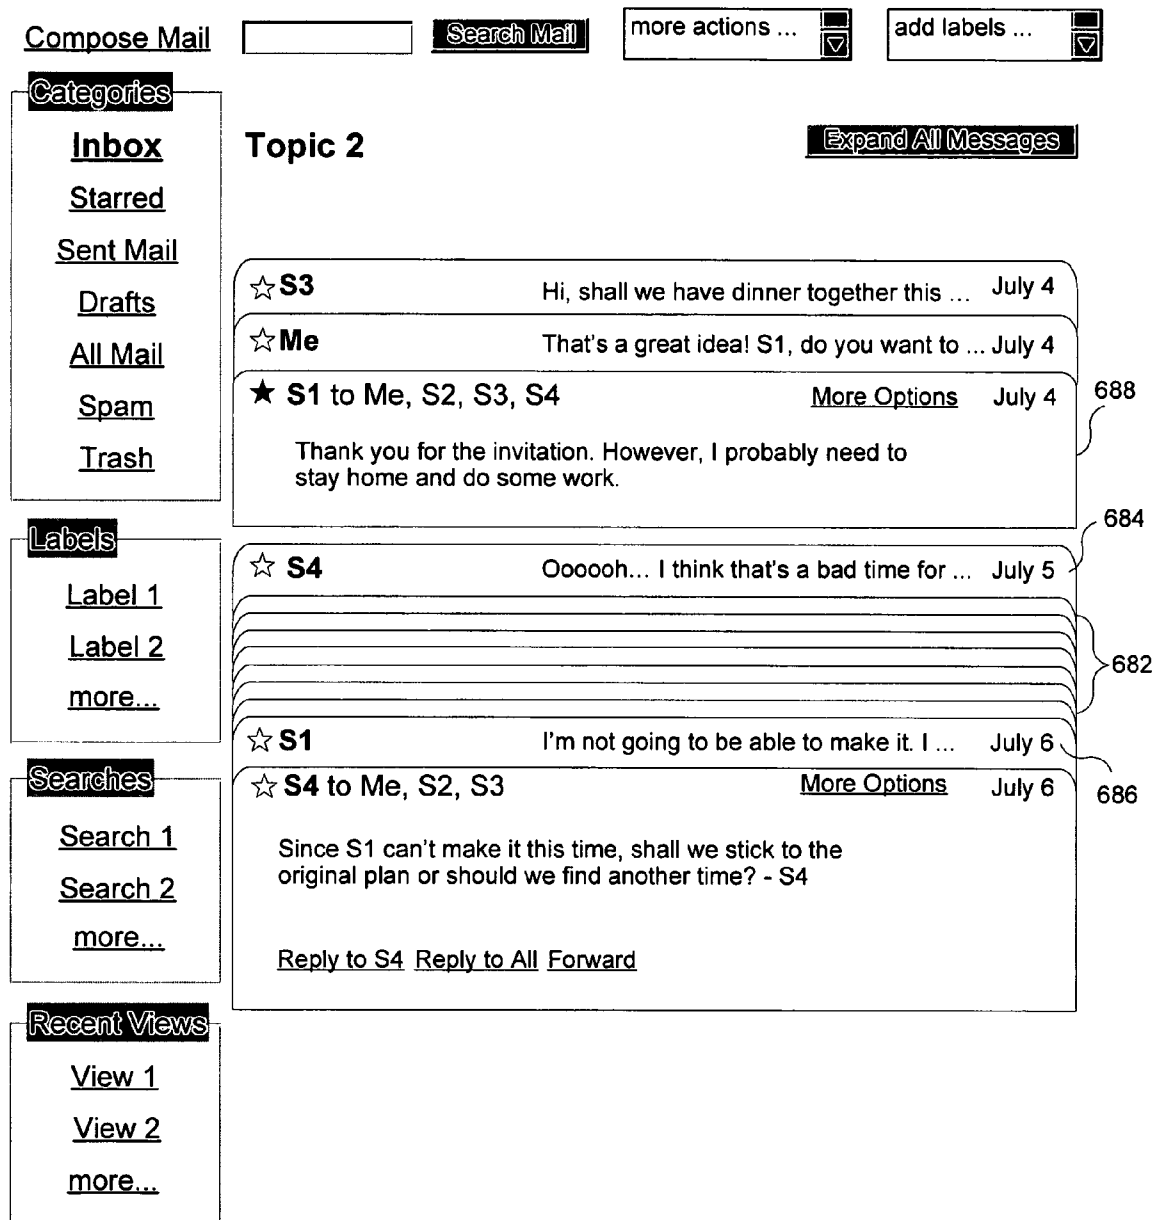 Compose Mail Search Mail more actions ... add labels ...
Categories
Inbox
Starred
Sent Mail
Drafts
All Mail
Spam
Trash
Labels
Label 1
Label 2
more...
Searches
Search 1
Search 2
more...
Recent Views
View 1
View 2
more...
Topic 2 Expand All Messages
☆ S3 Hi, shall we have dinner together this ... July 4
☆ Me That's a great idea! S1, do you want to ... July 4
★ S1 to Me, S2, S3, S4 More Options July 4
688
Thank you for the invitation. However, I probably need to
stay home and do some work.
684
☆ S4 Oooooh... I think that's a bad time for ... July 5
682
☆ S1 I'm not going to be able to make it. I ... July 6
686
☆ S4 to Me, S2, S3 More Options July 6
Since S1 can't make it this time, shall we stick to the
original plan or should we find another time? - S4
Reply to S4 Reply to All Forward